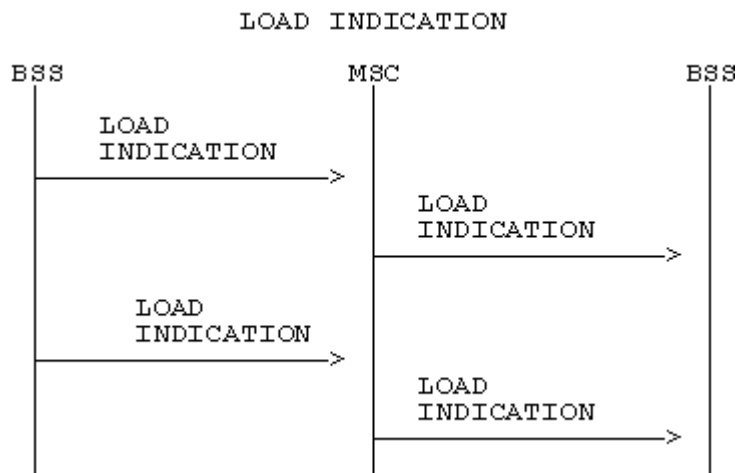 LOAD INDICATION
BSS MSC BSS
LOAD
INDICATION
LOAD
INDICATION
LOAD
INDICATION
LOAD
INDICATION